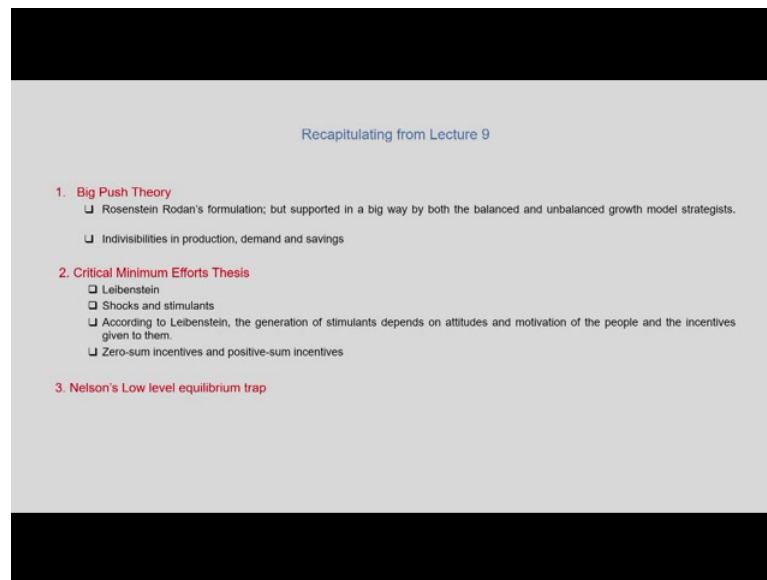 Recapitulating from Lecture 9
1. Big Push Theory
❑ Rosenstein Rodan's formulation; but supported in a big way by both the balanced and unbalanced growth model strategists.
❑ Indivisibilities in production, demand and savings
2. Critical Minimum Efforts Thesis
❑ Leibenstein
❑ Shocks and stimulants
❑ According to Leibenstein, the generation of stimulants depends on attitudes and motivation of the people and the incentives
given to them.
❑ Zero-sum incentives and positive-sum incentives
3. Nelson's Low level equilibrium trap